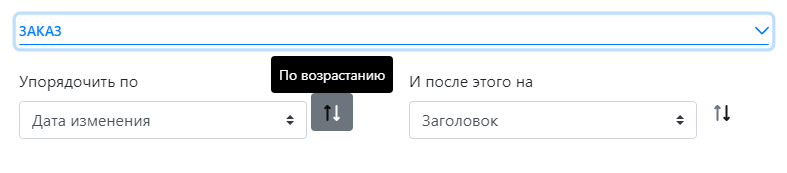 ЗАКАЗ
По возрастанию
Упорядочить по
И после этого на
Дата изменения
Заголовок